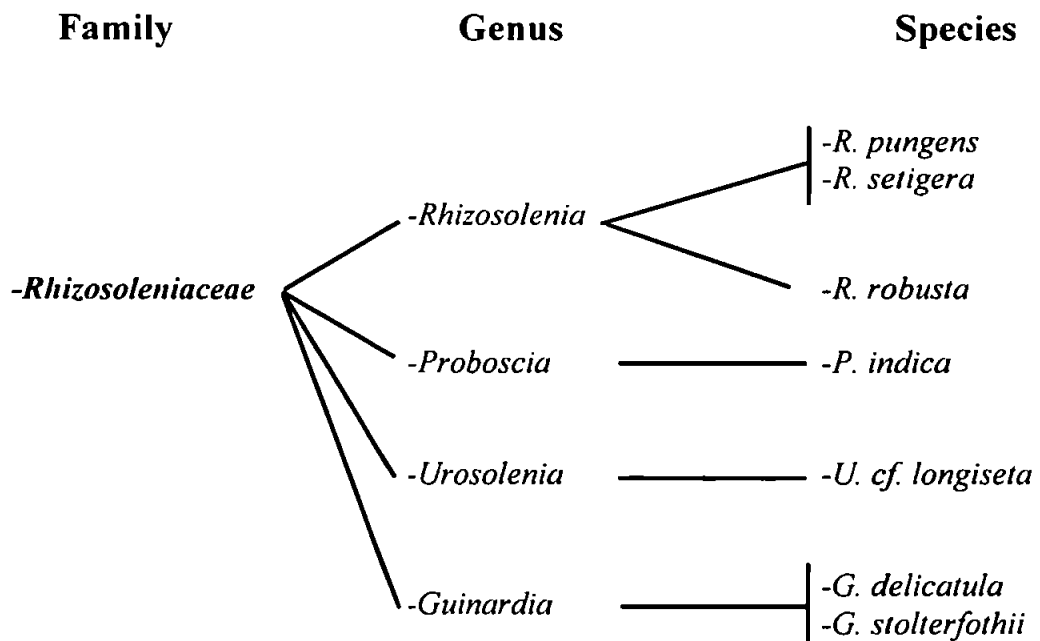 Family Genus Species
-R. pungens
-R. setigera
-Rhizosolenia
-Rhizosoleniaceae
-R. robusta
-Proboscia
-P. indica
-Urosolenia
-U. cf. longiseta
-Guinardia
-G. delicatula
-G. stolterfothii